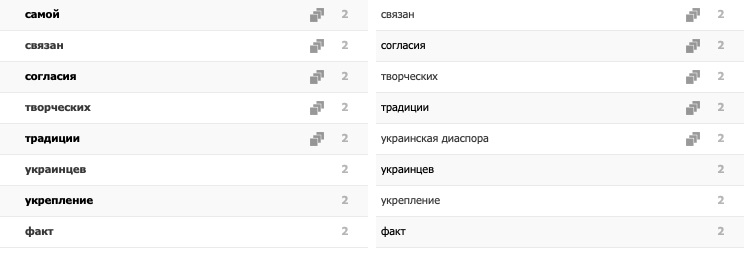 самой 2
связан 2
согласия 2
творческих 2
традиции 2
украинцев 2
укрепление 2
факт 2
связан 2
согласия 2
творческих 2
традиции 2
украинская диаспора 2
украинцев 2
укрепление 2
факт 2